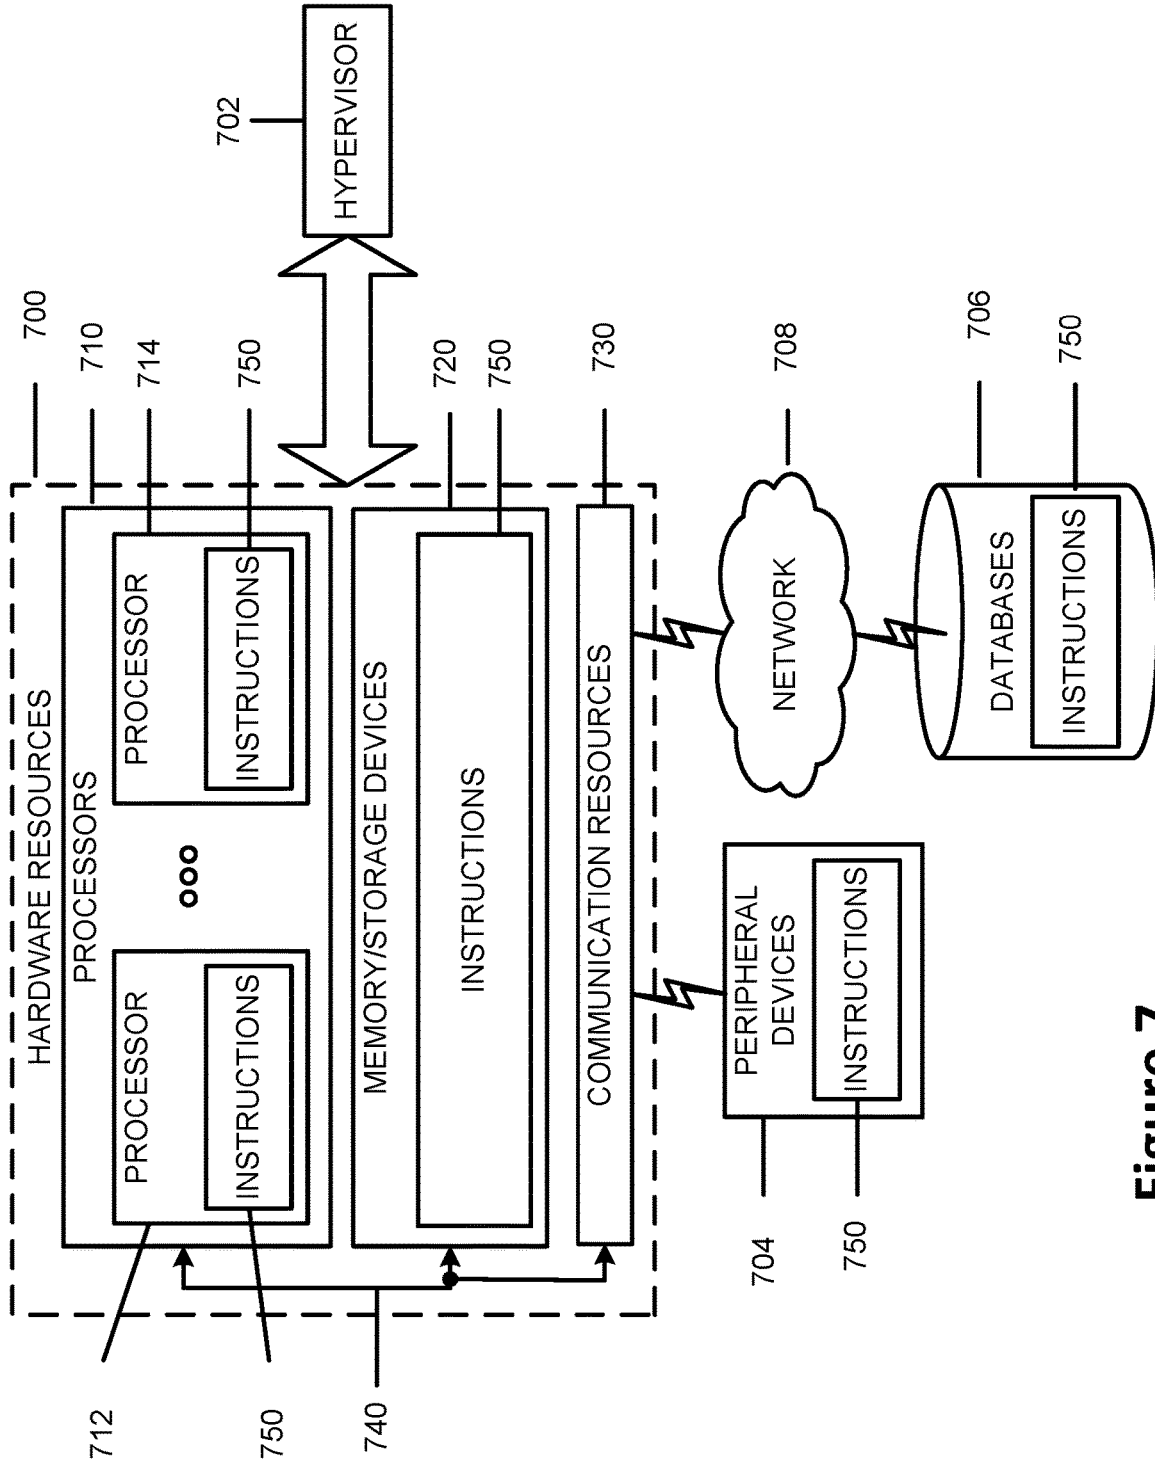 HARDWARE RESOURCES
700
PROCESSORS
710
712
PROCESSOR
INSTRUCTIONS
750
ooo
PROCESSOR
714
INSTRUCTIONS
750
702
HYPERVISOR
740
MEMORY/STORAGE DEVICES
720
INSTRUCTIONS
750
COMMUNICATION RESOURCES
730
704
PERIPHERAL
DEVICES
INSTRUCTIONS
750
NETWORK
708
706
DATABASES
INSTRUCTIONS
750
Figure 7